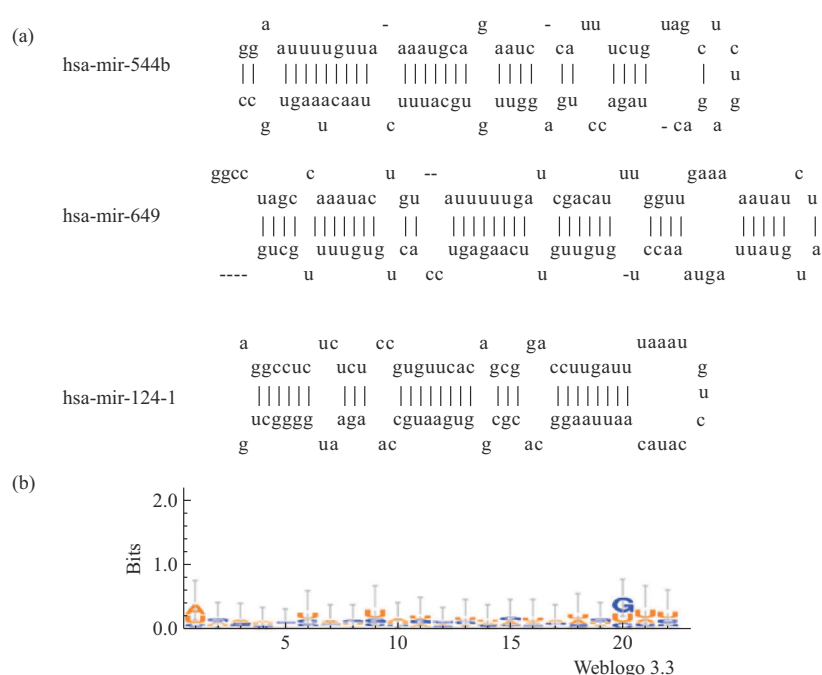 (a)
a - g - uu uag u
gg auuuuguua aaaugca aauc ca ucug c c
hsa-mir-544b
| | | | | | | | | | | | | | | | | | | | | | | | | | | | | u
cc ugaaacaau uuuacgu uugg gu agau g g
g u c g a cc - ca a
ggcc c u -- u uu gaaa c
uagc aaauac gu auuuuuga cgacau gguu aauau u
hsa-mir-649
| | | | | | | | | | | | | | | | | | | | | | | | | | | | | | | | | | | |
gucg uuugug ca ugagaacu guugug ccaa uuaug a
---- u u cc u -u auga u
a uc cc a ga uaaau
ggccuc ucu guguucac gcg ccuugauu g
hsa-mir-124-1
| | | | | | | | | | | | | | | | | | | | | | | | | | | | u
ucgggg aga cguaagug cgc ggaauuaa c
g ua ac g ac cauac
(b)
2.0
Bits
1.0
0.0
A
U
U
U
G
U
U
U
5 10 15 20
Weblogo 3.3